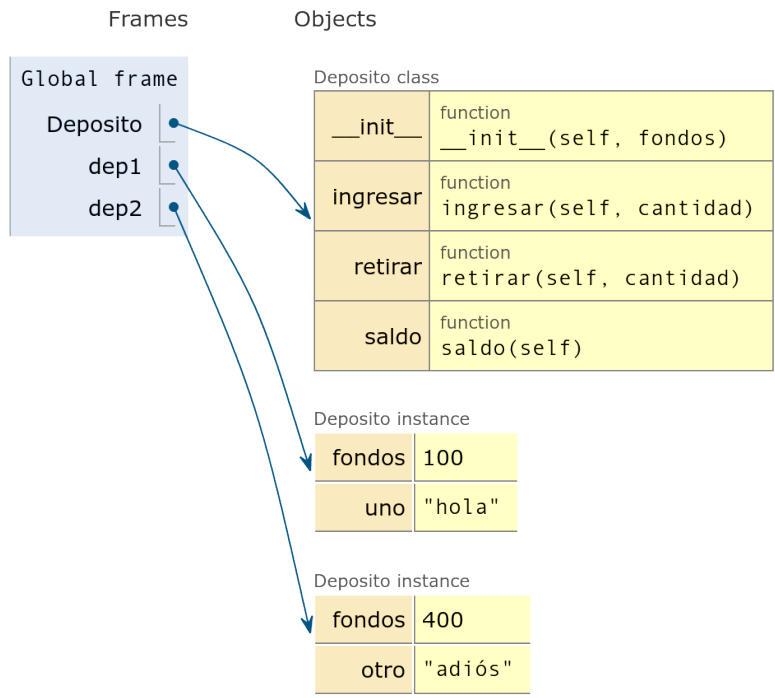 Frames Objects
Global frame
Deposito
dep1
dep2
Deposito class
__init__ function
__init__(self, fondos)
ingresar function
ingresar(self, cantidad)
retirar function
retirar(self, cantidad)
saldo function
saldo(self)
Deposito instance
fondos 100
uno "hola"
Deposito instance
fondos 400
otro "adiós"